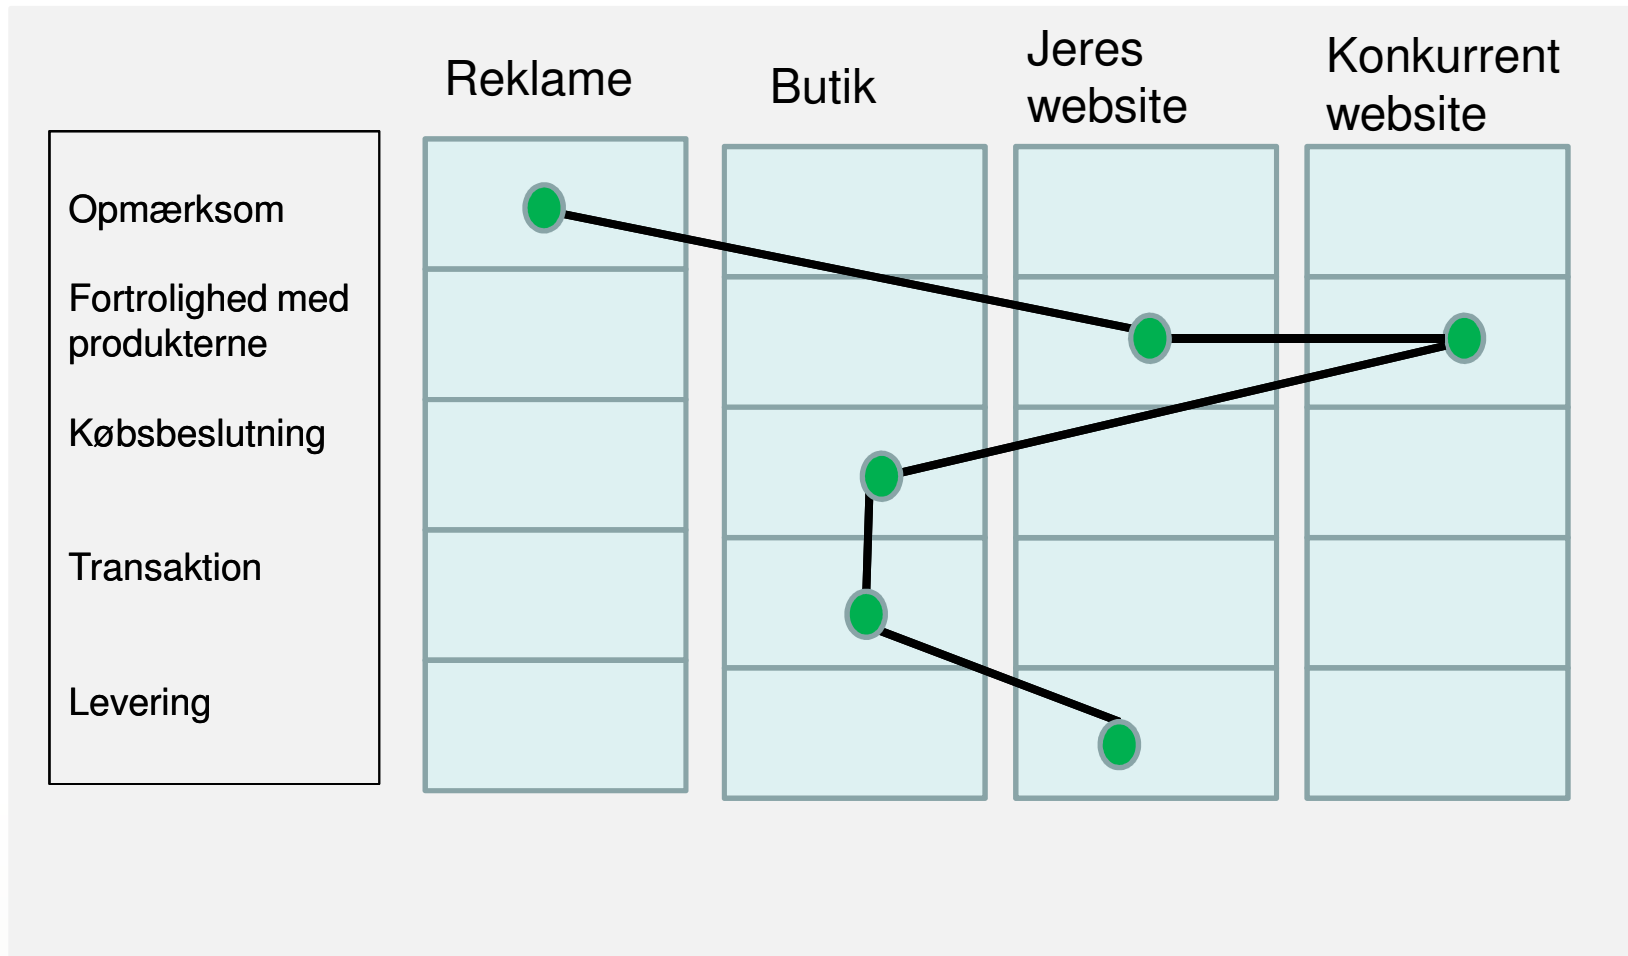 Reklame
Butik
Jeres
website
Konkurrent
website
Opmærksom
Fortrolighed med
produkterne
Købsbeslutning
Transaktion
Levering